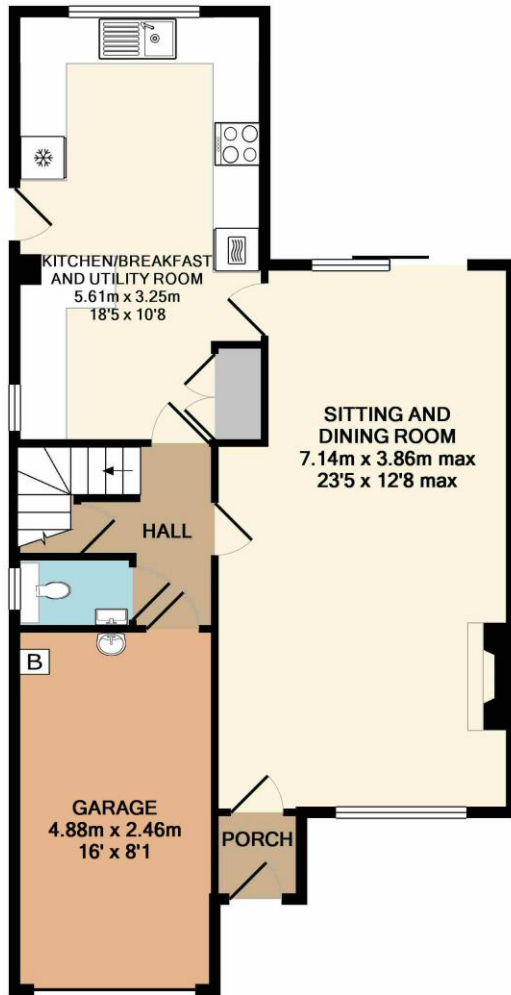 KITCHEN/BREAKFAST
AND UTILITY ROOM
5.61m x 3.25m
18'5 x 10'8
SITTING AND
DINING ROOM
7.14m x 3.86m max
23'5 x 12'8 max
HALL
B
GARAGE
4.88m x 2.46m
16' x 8'1
PORCH